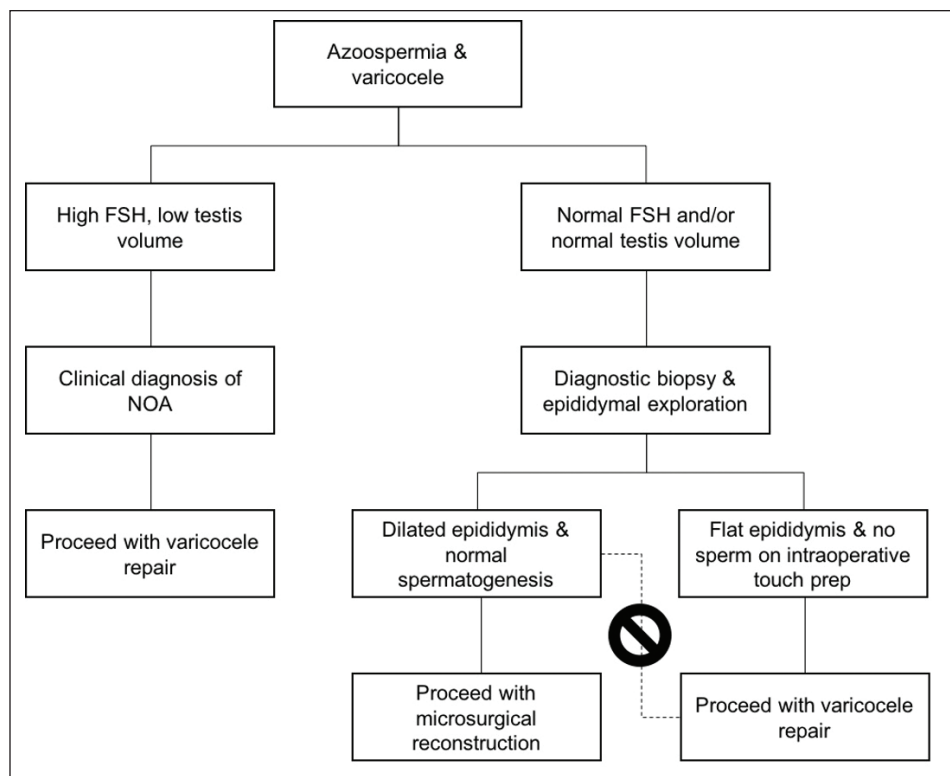 Azoospermia &
varicocele
High FSH, low testis
volume
Normal FSH and/or
normal testis volume
Clinical diagnosis of
NOA
Diagnostic biopsy &
epididymal exploration
Proceed with varicocele
repair
Dilated epididymis &
normal
spermatogenesis
Flat epididymis & no
sperm on intraoperative
touch prep
Proceed with
microsurgical
reconstruction
Proceed with varicocele
repair